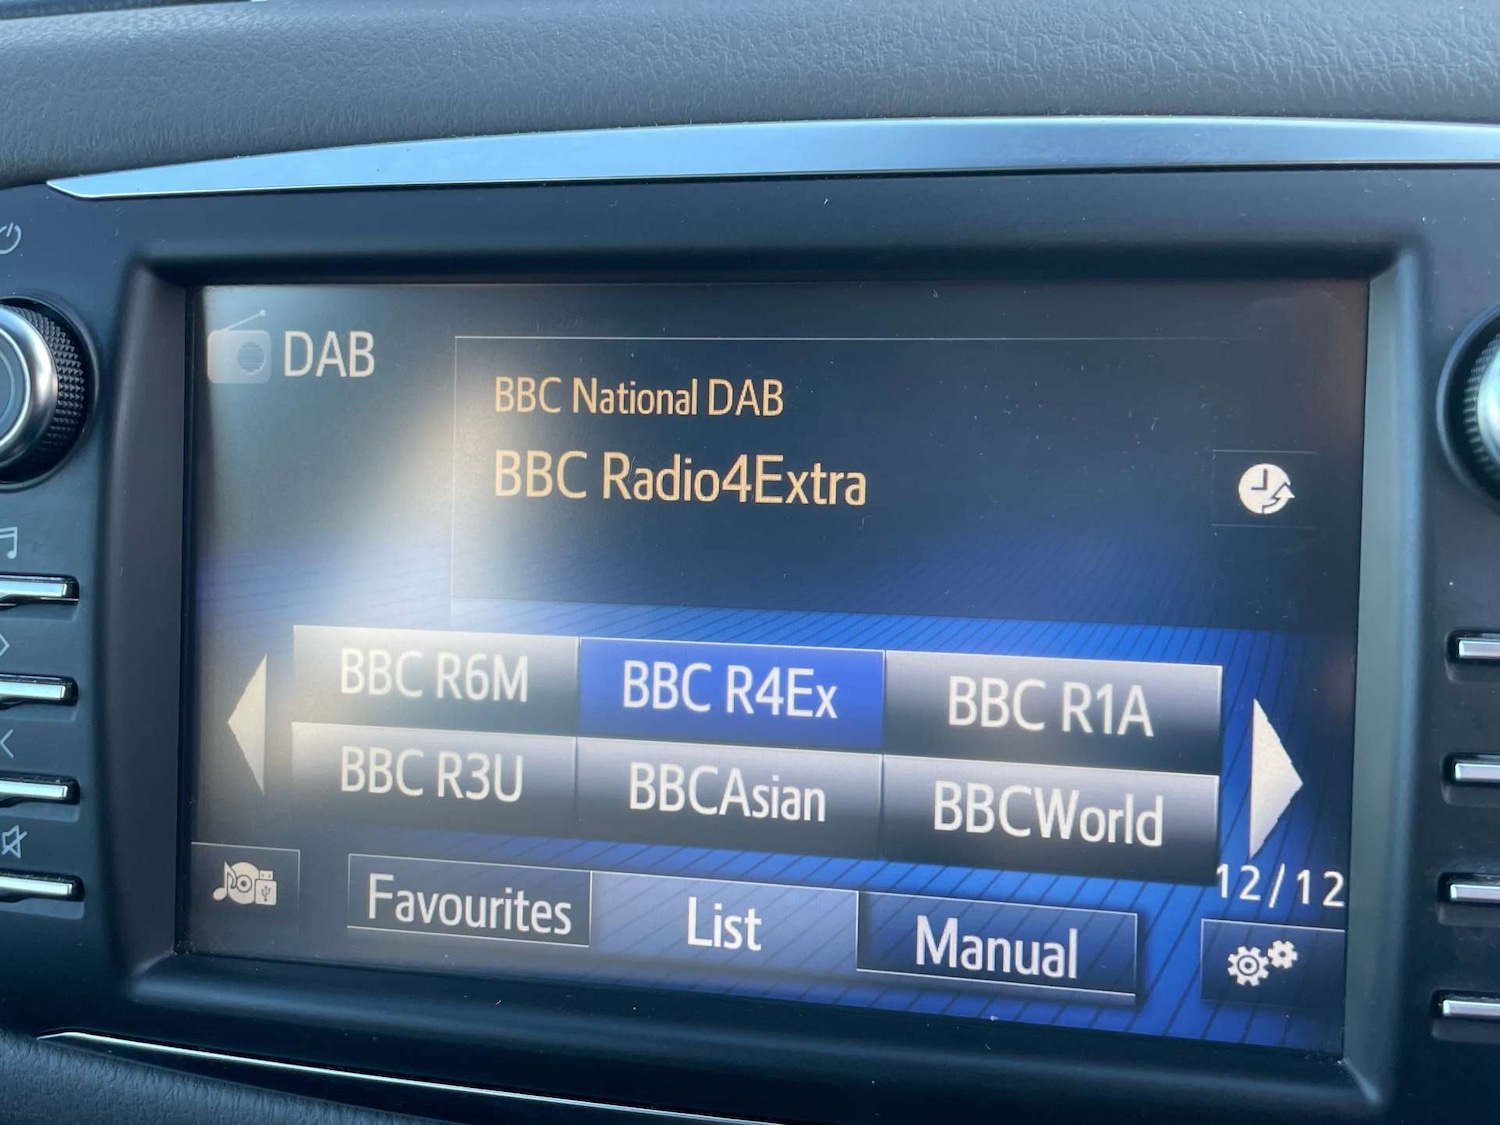 DAB
BBC National DAB
BBC Radio4Extra
BBC R6M
BBC R4Ex
BBC R1A
BBC R3U
BBCAsian
BBCWorld
12/12
Favourites
List
Manual